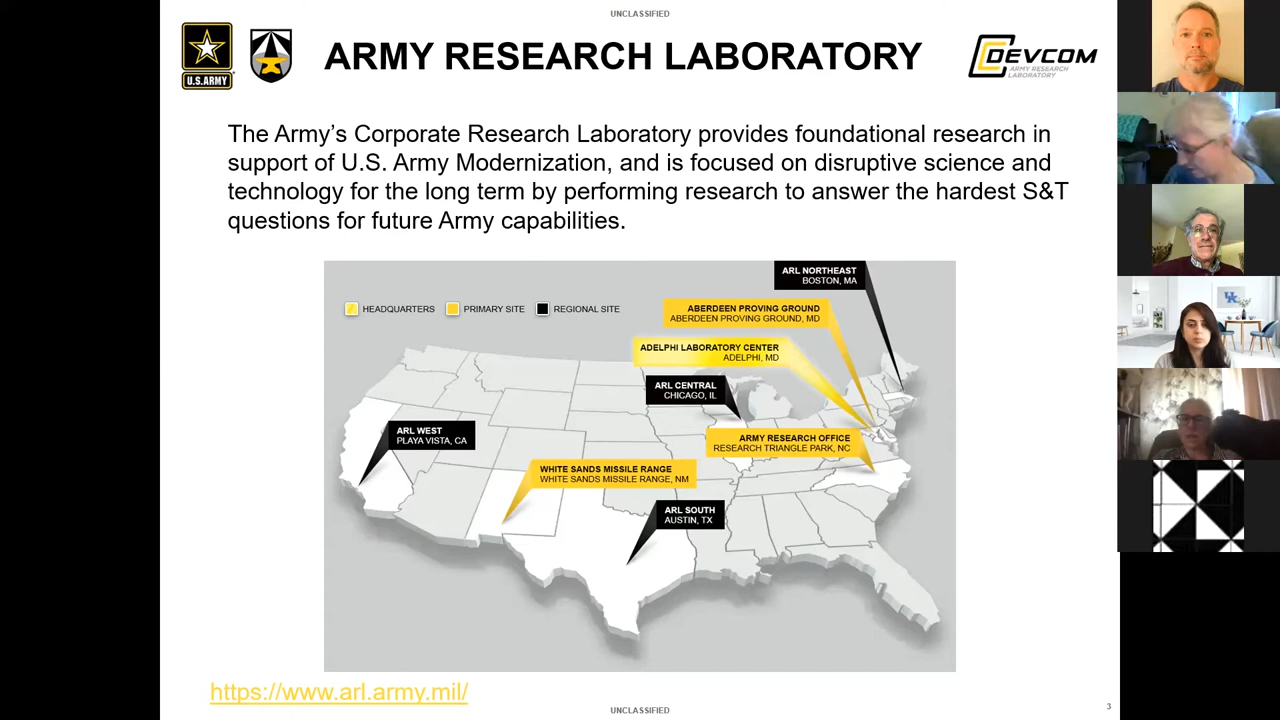 UNCLASSIFIED
U.S.ARMY
ARMY RESEARCH LABORATORY
DEVCOM
ARMY RESEARCH
LABORATORY
The Army's Corporate Research Laboratory provides foundational research in
support of U.S. Army Modernization, and is focused on disruptive science and
technology for the long term by performing research to answer the hardest S&T
questions for future Army capabilities.
HEADQUARTERS
PRIMARY SITE
REGIONAL SITE
ARL NORTHEAST
BOSTON, MA
ABERDEEN PROVING GROUND
ABERDEEN PROVING GROUND, MD
ADELPHI LABORATORY CENTER
ADELPHI, MD
ARL CENTRAL
CHICAGO, IL
ARL WEST
PLAYA VISTA, CA
ARMY RESEARCH OFFICE
RESEARCH TRIANGLE PARK, NC
WHITE SANDS MISSILE RANGE
WHITE SANDS MISSILE RANGE, NM
ARL SOUTH
AUSTIN, TX
https://www.arl.army.mil/
UNCLASSIFIED
3
UK